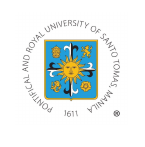 PONTIFICAL AND ROYAL UNIVERSITY OF SANTO TOMAS, MANILA
1611
®